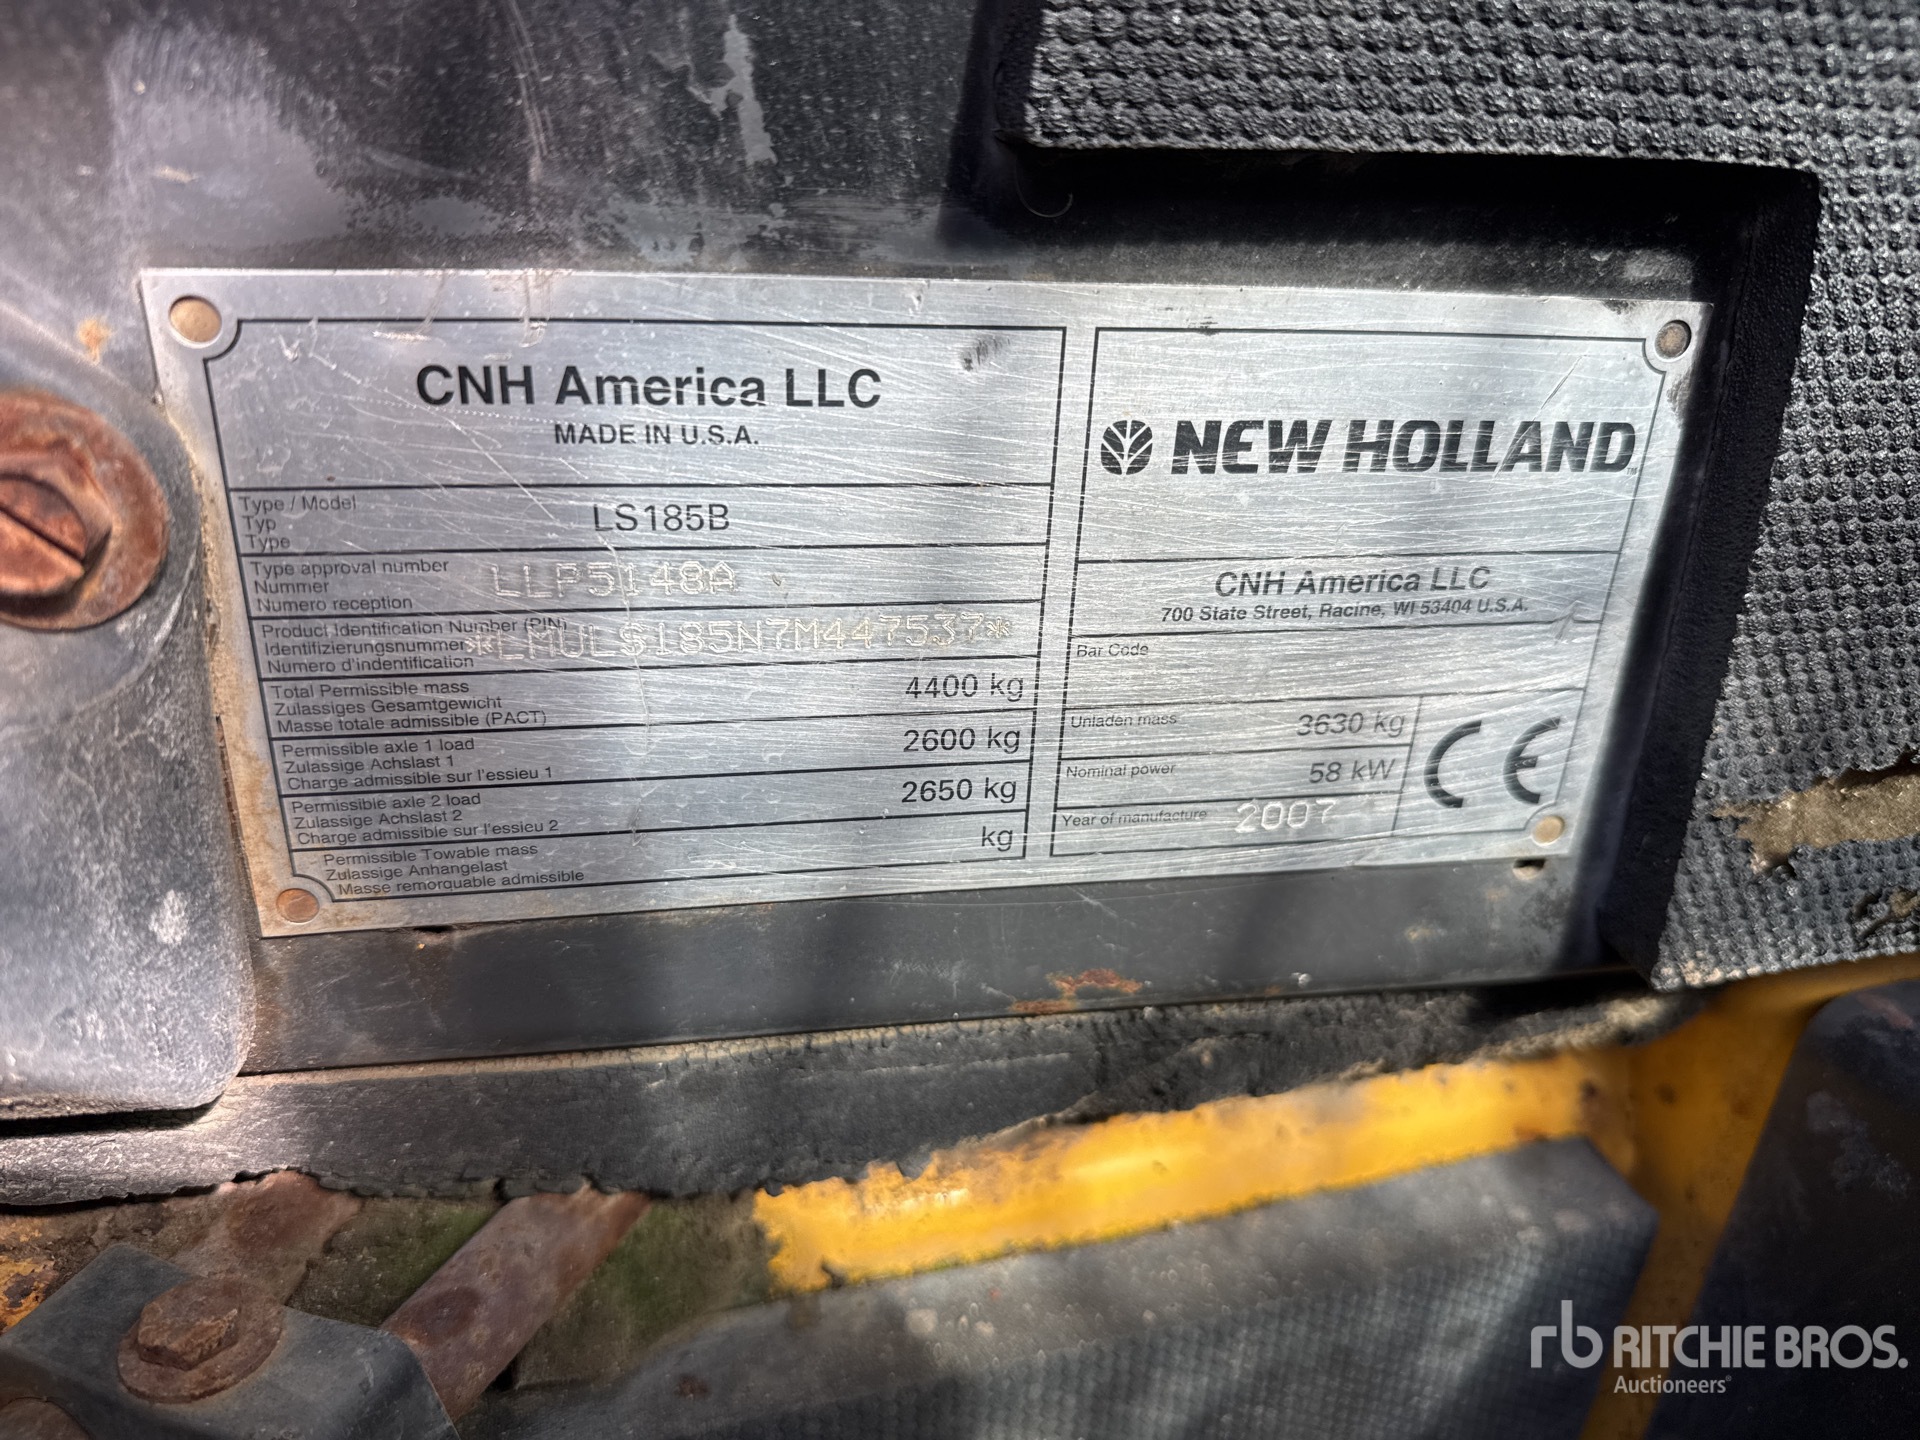 CNH America LLC
MADE IN U.S.A.
Type / Model
Typ
Type
LS185B
Type approval number
Nummer
Numero reception
LLP5148A
Product Identification Number (PIN)
Identifizierungsnummer
Numero d'indentification
*LMULS185N7M447537*
Total Permissible mass
Zulassiges Gesamtgewicht
Masse totale admissible (PACT)
4400 kg
Permissible axle 1 load
Zulassige Achslast 1
Charge admissible sur l'essieu 1
2600 kg
Permissible axle 2 load
Zulassige Achslast 2
Charge admissible sur l'essieu 2
2650 kg
Permissible Towable mass
Zulassige Anhangelast
Masse remorquable admissible
kg
NEW HOLLAND™
CNH America LLC
700 State Street, Racine, WI 53404 U.S.A.
Bar Code
Unladen mass 3630 kg
Nominal power 58 kW
Year of manufacture 2007
CE
rb RITCHIE BROS.
Auctioneers®